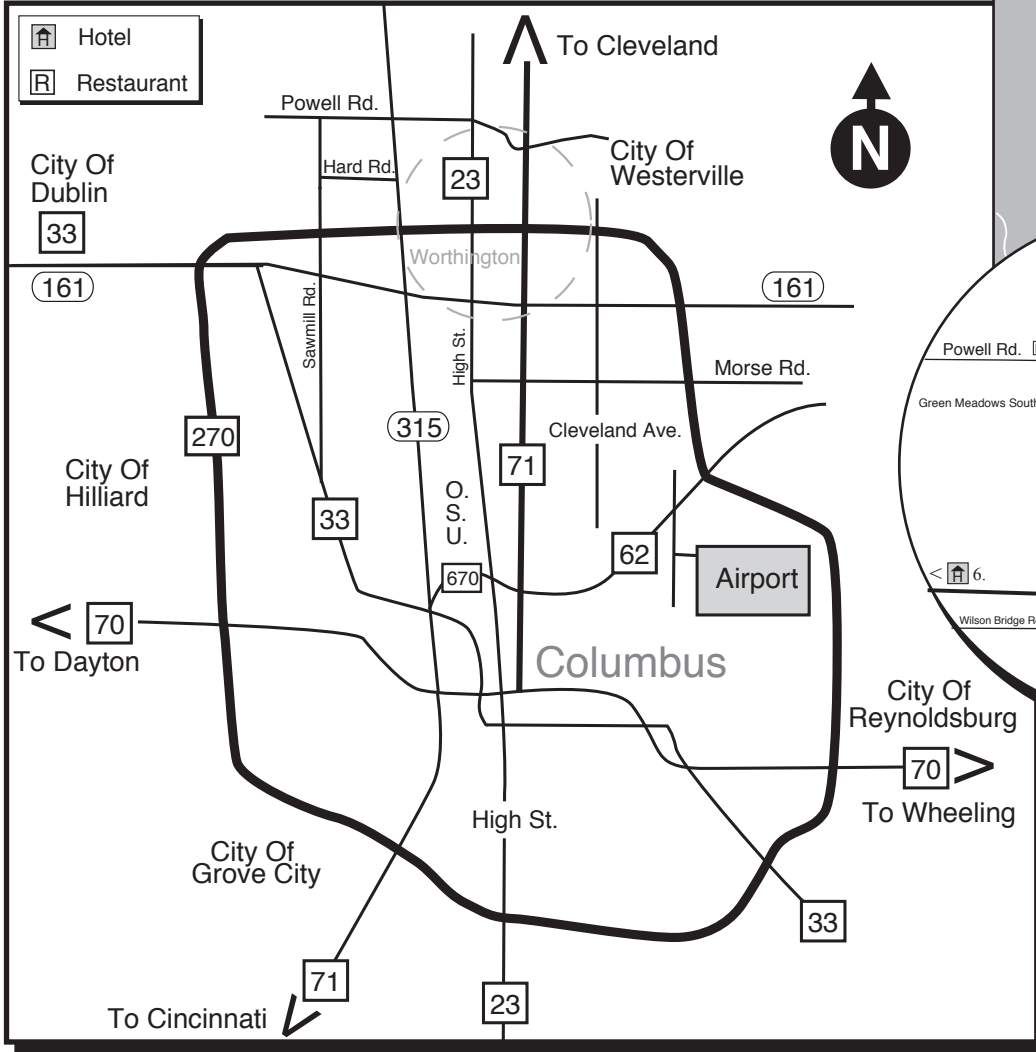 Hotel
R Restaurant
To Cleveland
N
Powell Rd.
City Of
Dublin
33
Hard Rd.
23
City Of
Westerville
Worthington
161
161
Sawmill Rd.
High St.
Morse Rd.
Powell Rd.
270
315
Cleveland Ave.
71
City Of
Hilliard
33
O.
S.
U.
62
670
Airport
< 6.
Wilson Bridge R
Green Meadows South
70
To Dayton
Columbus
City Of
Reynoldsburg
70
To Wheeling
High St.
City Of
Grove City
33
71
To Cincinnati
23